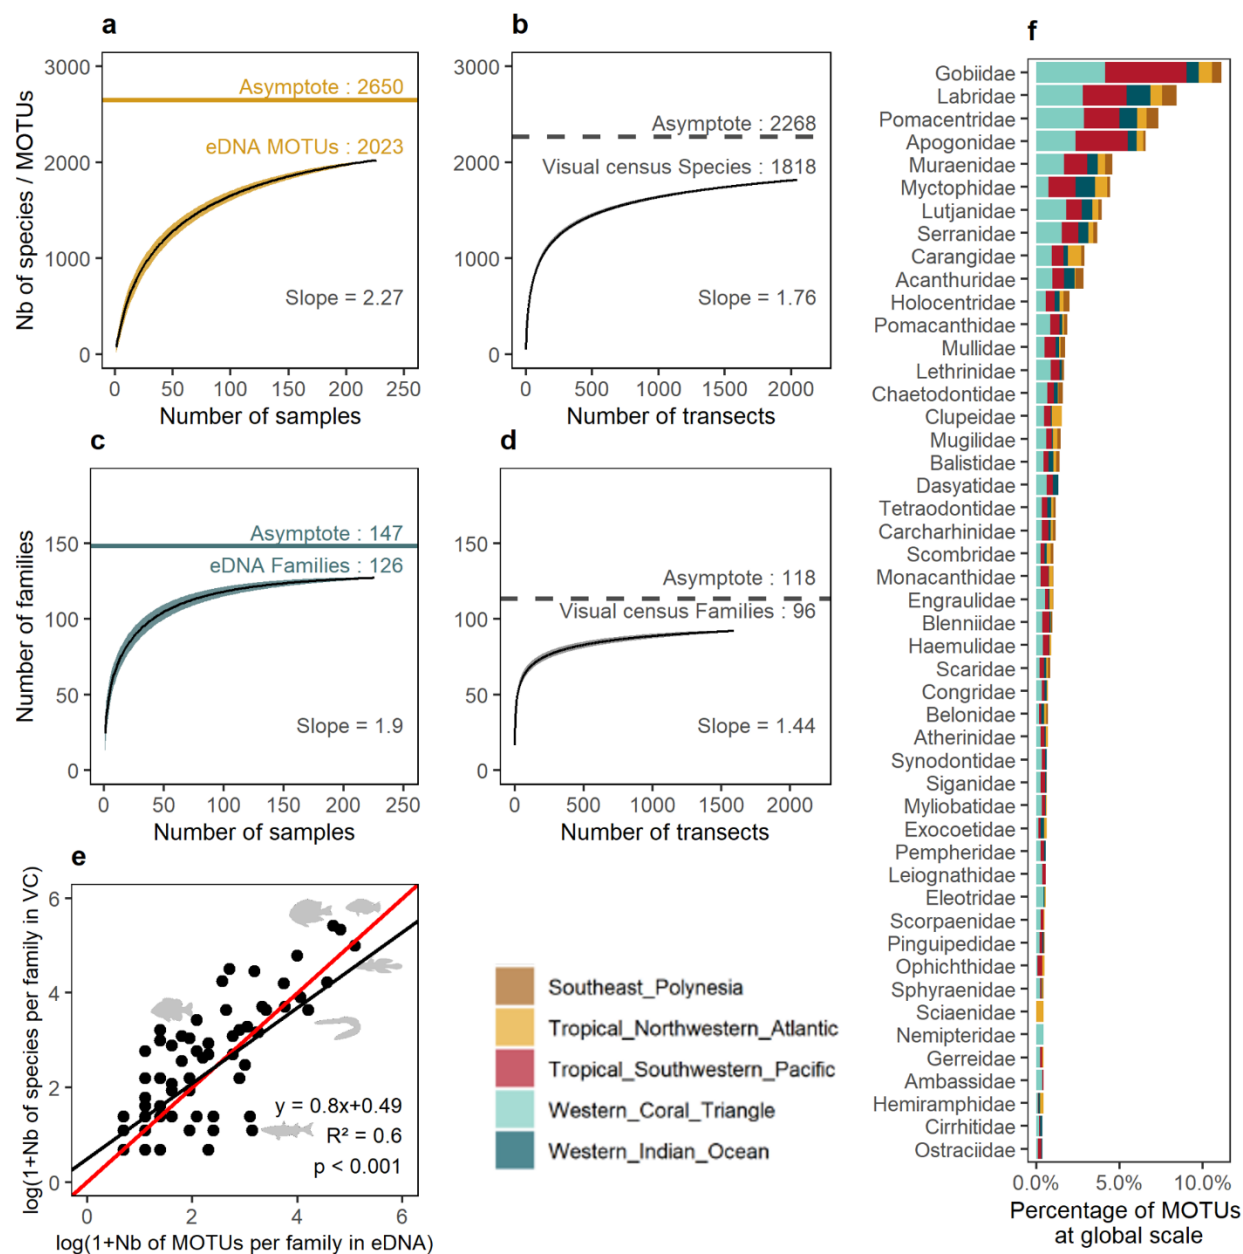 a
Nb of species / MOTUs
3000
2000
1000
0
Asymptote : 2650
eDNA MOTUs : 2023
Slope = 2.27
0 50 100 150 200 250
Number of samples
b
3000
2000
1000
0
Asymptote : 2268
Visual census Species : 1818
Slope = 1.76
0 500 1000 1500 2000
Number of transects
c
Number of families
150
100
50
0
Asymptote : 147
eDNA Families : 126
Slope = 1.9
0 50 100 150 200 250
Number of samples
d
150
100
50
0
Asymptote : 118
Visual census Families : 96
Slope = 1.44
0 500 1000 1500 2000
Number of transects
e
log(1+Nb of species per family in VC)
6
4
2
0
y = 0.8x+0.49
R² = 0.6
p < 0.001
0 2 4 6
log(1+Nb of MOTUs per family in eDNA)
Southeast_Polynesia
Tropical_Northwestern_Atlantic
Tropical_Southwestern_Pacific
Western_Coral_Triangle
Western_Indian_Ocean
f
Gobiidae
Labridae
Pomacentridae
Apogonidae
Muraenidae
Myctophidae
Lutjanidae
Serranidae
Carangidae
Acanthuridae
Holocentridae
Pomacanthidae
Mullidae
Lethrinidae
Chaetodontidae
Clupeidae
Mugilidae
Balistidae
Dasyatidae
Tetraodontidae
Carcharhinidae
Scombridae
Monacanthidae
Engraulidae
Blenniidae
Haemulidae
Scaridae
Congridae
Belonidae
Atherinidae
Synodontidae
Siganidae
Myliobatidae
Exocoetidae
Pempheridae
Leiognathidae
Eleotridae
Scorpaenidae
Pinguipedidae
Ophichthidae
Sphyraenidae
Sciaenidae
Nemipteridae
Gerreidae
Ambassidae
Hemiramphidae
Cirrhitidae
Ostraciidae
0.0% 5.0% 10.0%
Percentage of MOTUs
at global scale